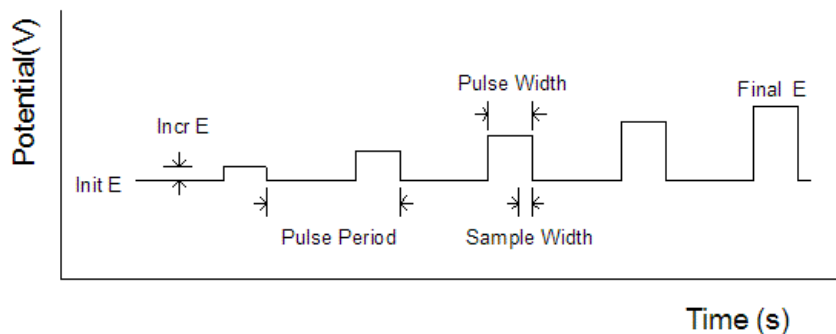 Potential(V)
Pulse Width
Final E
Incr E
Init E
Pulse Period
Sample Width
Time (s)